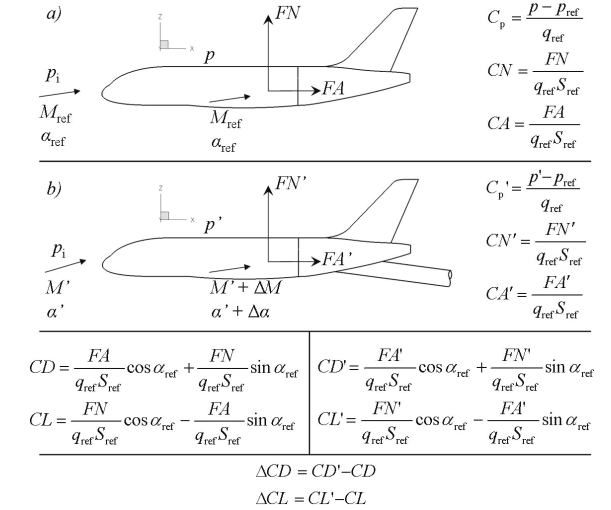 a)
z
x
p
FN
FA
p_i
M_ref
α_ref
M_ref
α_ref
C_p = (p − p_ref) / q_ref
CN = FN / (q_ref S_ref)
CA = FA / (q_ref S_ref)
b)
z
x
p’
FN’
FA’
p_i
M’
α’
M’ + ΔM
α’ + Δα
C_p' = (p'− p_ref) / q_ref
CN' = FN' / (q_ref S_ref)
CA' = FA' / (q_ref S_ref)
CD = FA / (q_ref S_ref) cos α_ref + FN / (q_ref S_ref) sin α_ref
CL = FN / (q_ref S_ref) cos α_ref − FA / (q_ref S_ref) sin α_ref
CD' = FA' / (q_ref S_ref) cos α_ref + FN' / (q_ref S_ref) sin α_ref
CL' = FN' / (q_ref S_ref) cos α_ref − FA' / (q_ref S_ref) sin α_ref
ΔCD = CD'−CD
ΔCL = CL'−CL